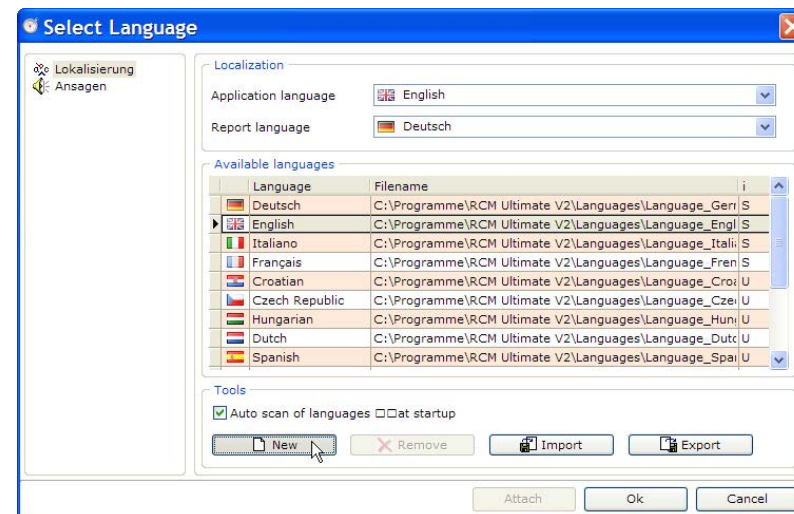 Select Language
Lokalisierung
Ansagen
Localization
Application language English
Report language Deutsch
Available languages
Language Filename i
Deutsch C:\Programme\RCM Ultimate V2\Languages\Language_Gerr S
English C:\Programme\RCM Ultimate V2\Languages\Language_Engl S
Italiano C:\Programme\RCM Ultimate V2\Languages\Language_Itali S
Français C:\Programme\RCM Ultimate V2\Languages\Language_Fren S
Croatian C:\Programme\RCM Ultimate V2\Languages\Language_Croa U
Czech Republic C:\Programme\RCM Ultimate V2\Languages\Language_Cze U
Hungarian C:\Programme\RCM Ultimate V2\Languages\Language_Hun U
Dutch C:\Programme\RCM Ultimate V2\Languages\Language_Dutc U
Spanish C:\Programme\RCM Ultimate V2\Languages\Language_Spai U
Tools
Auto scan of languages □□at startup
New Remove Import Export
Attach Ok Cancel